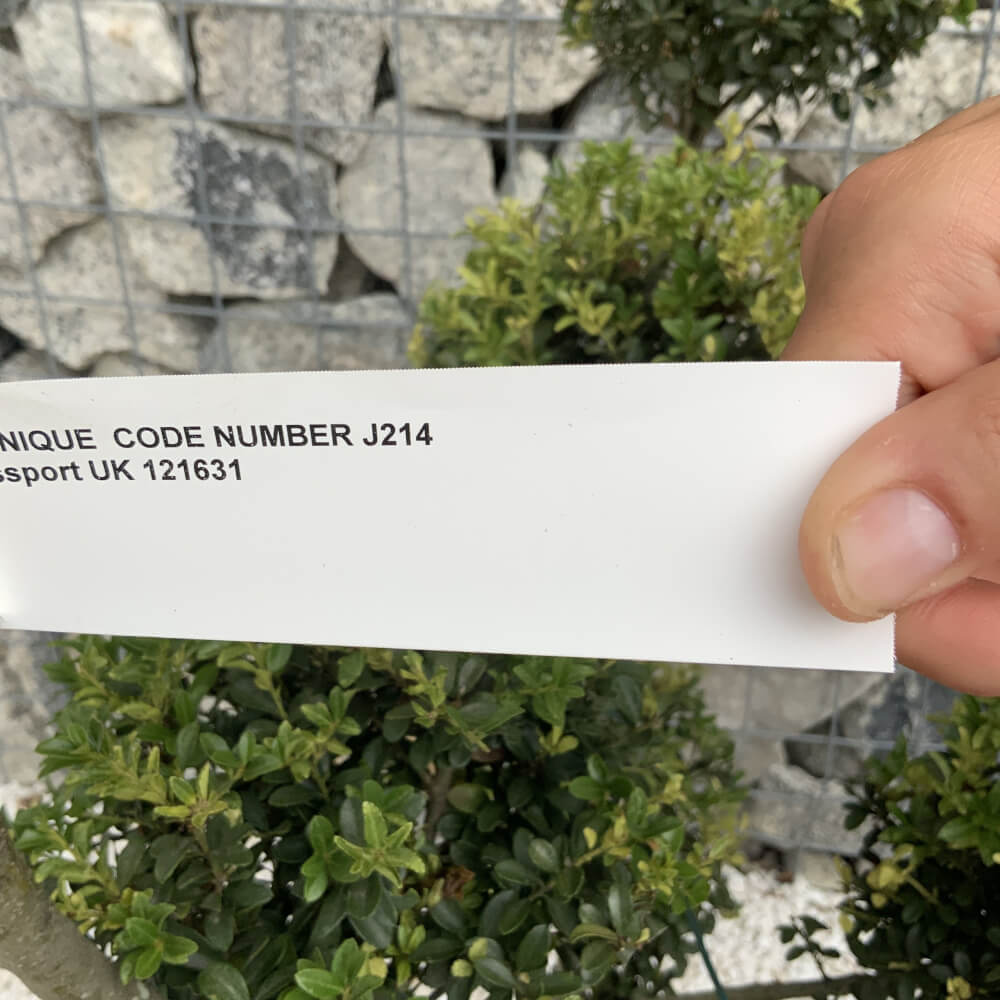 NIQUE CODE NUMBER J214
ssport UK 121631